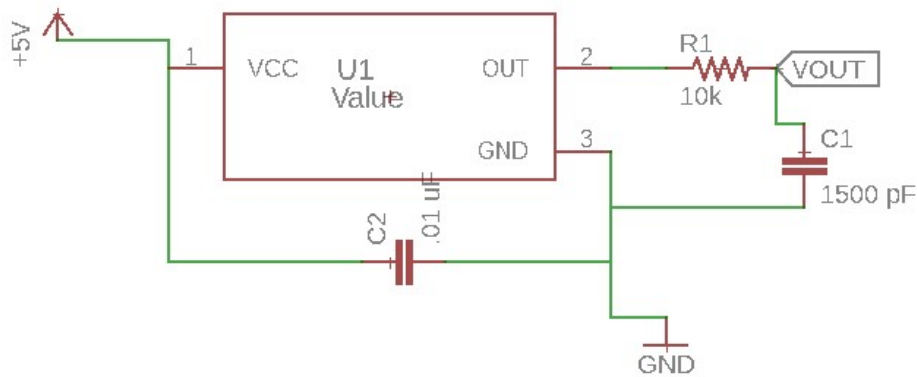 +5V
1
VCC
U1
Value
OUT
2
R1
10k
VOUT
GND
3
C1
1500 pF
C2
.01 uF
GND